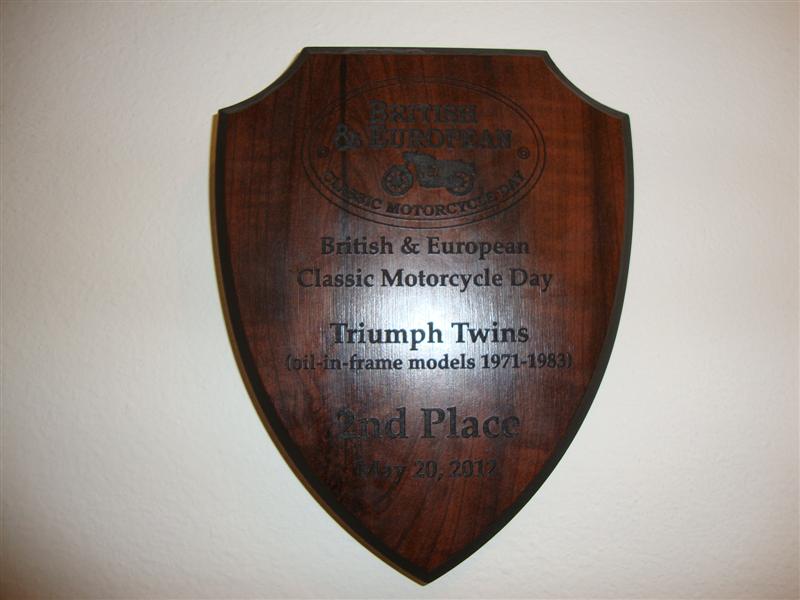 BRITISH
& EUROPEAN
CLASSIC MOTORCYCLE DAY
British & European
Classic Motorcycle Day
Triumph Twins
(oil-in-frame models 1971-1983)
2nd Place
May 20, 2012